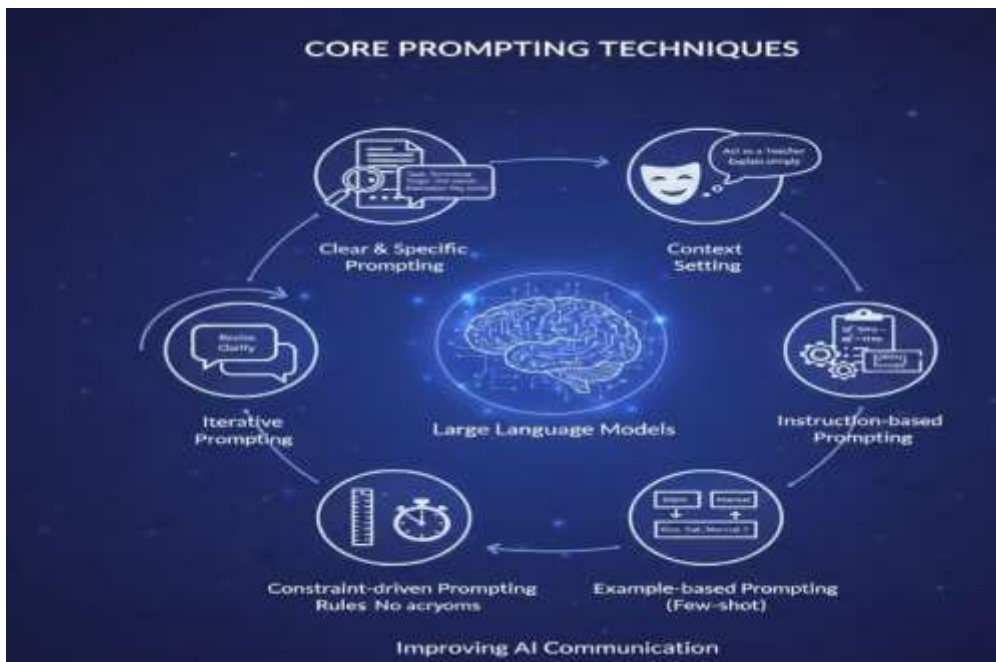 CORE PROMPTING TECHNIQUES
Act as a Teacher
Explain simply
Clear & Specific
Prompting
Context
Setting
Revise
Clarify
Iterative
Prompting
Large Language Models
Instruction-based
Prompting
Constraint-driven Prompting
Rules No acryoms
Example-based Prompting
(Few-shot)
Improving AI Communication